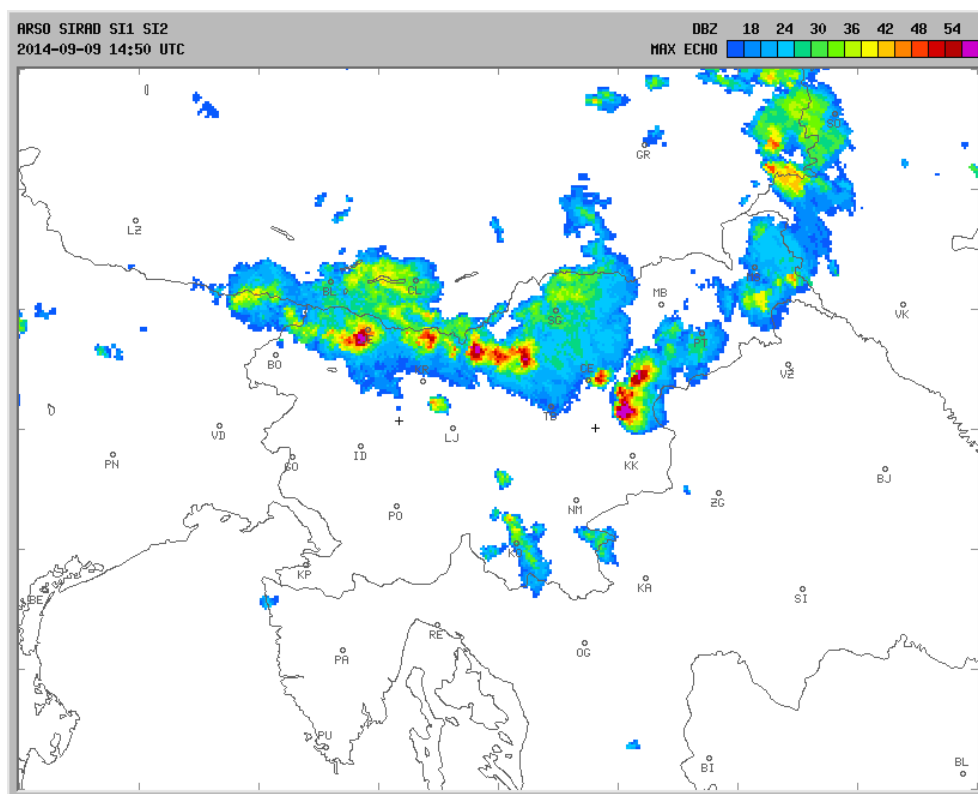 ARSO SIRAD SI1 SI2 DBZ 18 24 30 36 42 48 54
2014-09-09 14:50 UTC MAX ECHO
SO
GR
LZ
BL
CL
MB
VK
SG
PT
BO
CE
VŽ
TB
VD
LJ
ID
PN
GO
KK
BJ
ZG
PO
NM
KP
KA
BE
SI
RE
OG
PA
PU
BI
BL